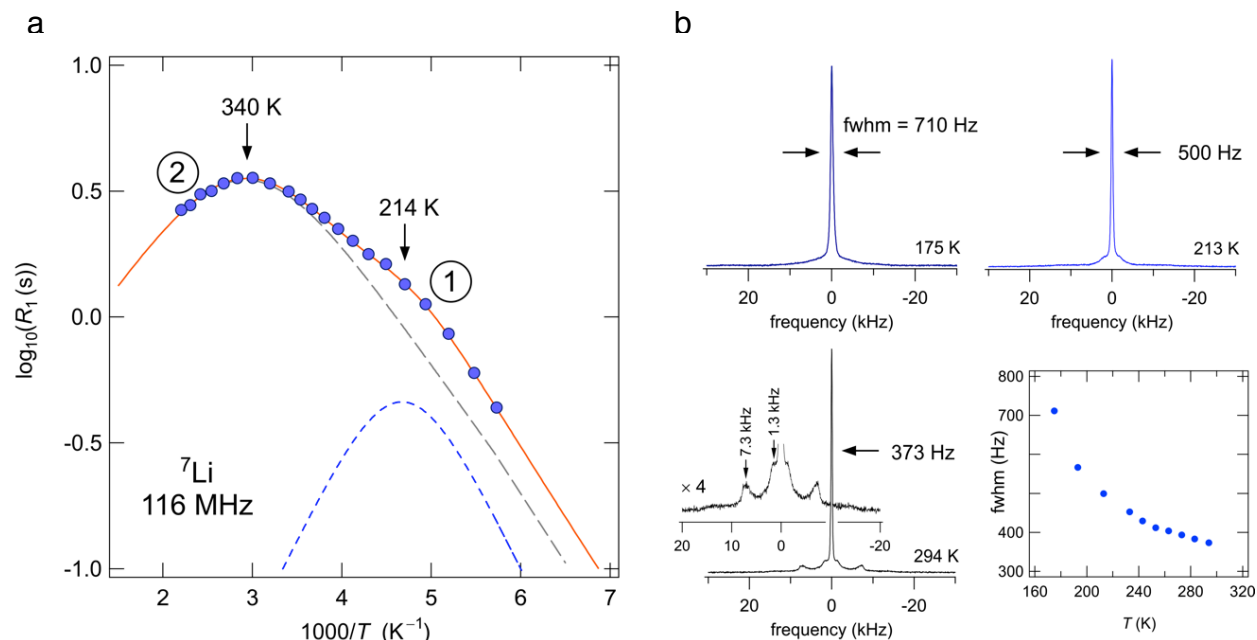 a
1.0
0.5
0.0
-0.5
-1.0
log10(R1 (s))
340 K
2
214 K
1
7Li
116 MHz
2 3 4 5 6 7
1000/T (K−1)
b
fwhm = 710 Hz
175 K
20 0 -20
frequency (kHz)
500 Hz
213 K
20 0 -20
frequency (kHz)
7.3 kHz
1.3 kHz
373 Hz
× 4
20 10 0 -20
294 K
20 0 -20
frequency (kHz)
800
700
400
300
fwhm (Hz)
160 200 240 280 320
T (K)